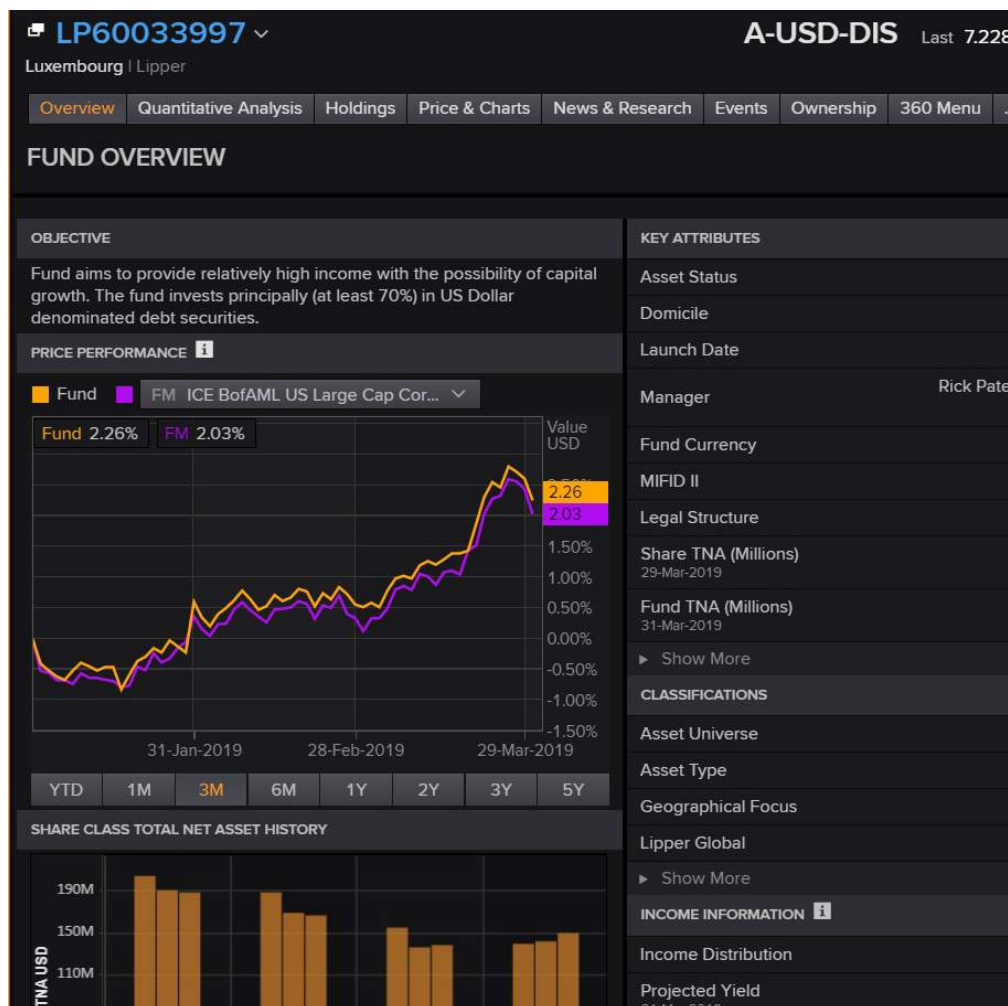 LP60033997
A-USD-DIS Last 7.228
Luxembourg | Lipper
Overview Quantitative Analysis Holdings Price & Charts News & Research Events Ownership 360 Menu
FUND OVERVIEW
OBJECTIVE
Fund aims to provide relatively high income with the possibility of capital
growth. The fund invests principally (at least 70%) in US Dollar
denominated debt securities.
PRICE PERFORMANCE i
Fund FM ICE BofAML US Large Cap Cor...
Fund 2.26% FM 2.03%
Value
USD
2.26
2.03
1.50%
1.00%
0.50%
0.00%
-0.50%
-1.00%
-1.50%
31-Jan-2019 28-Feb-2019 29-Mar-2019
YTD 1M 3M 6M 1Y 2Y 3Y 5Y
SHARE CLASS TOTAL NET ASSET HISTORY
190M
150M
110M
TNA USD
KEY ATTRIBUTES
Asset Status
Domicile
Launch Date
Manager Rick Pate
Fund Currency
MIFID II
Legal Structure
Share TNA (Millions)
29-Mar-2019
Fund TNA (Millions)
31-Mar-2019
Show More
CLASSIFICATIONS
Asset Universe
Asset Type
Geographical Focus
Lipper Global
Show More
INCOME INFORMATION i
Income Distribution
Projected Yield